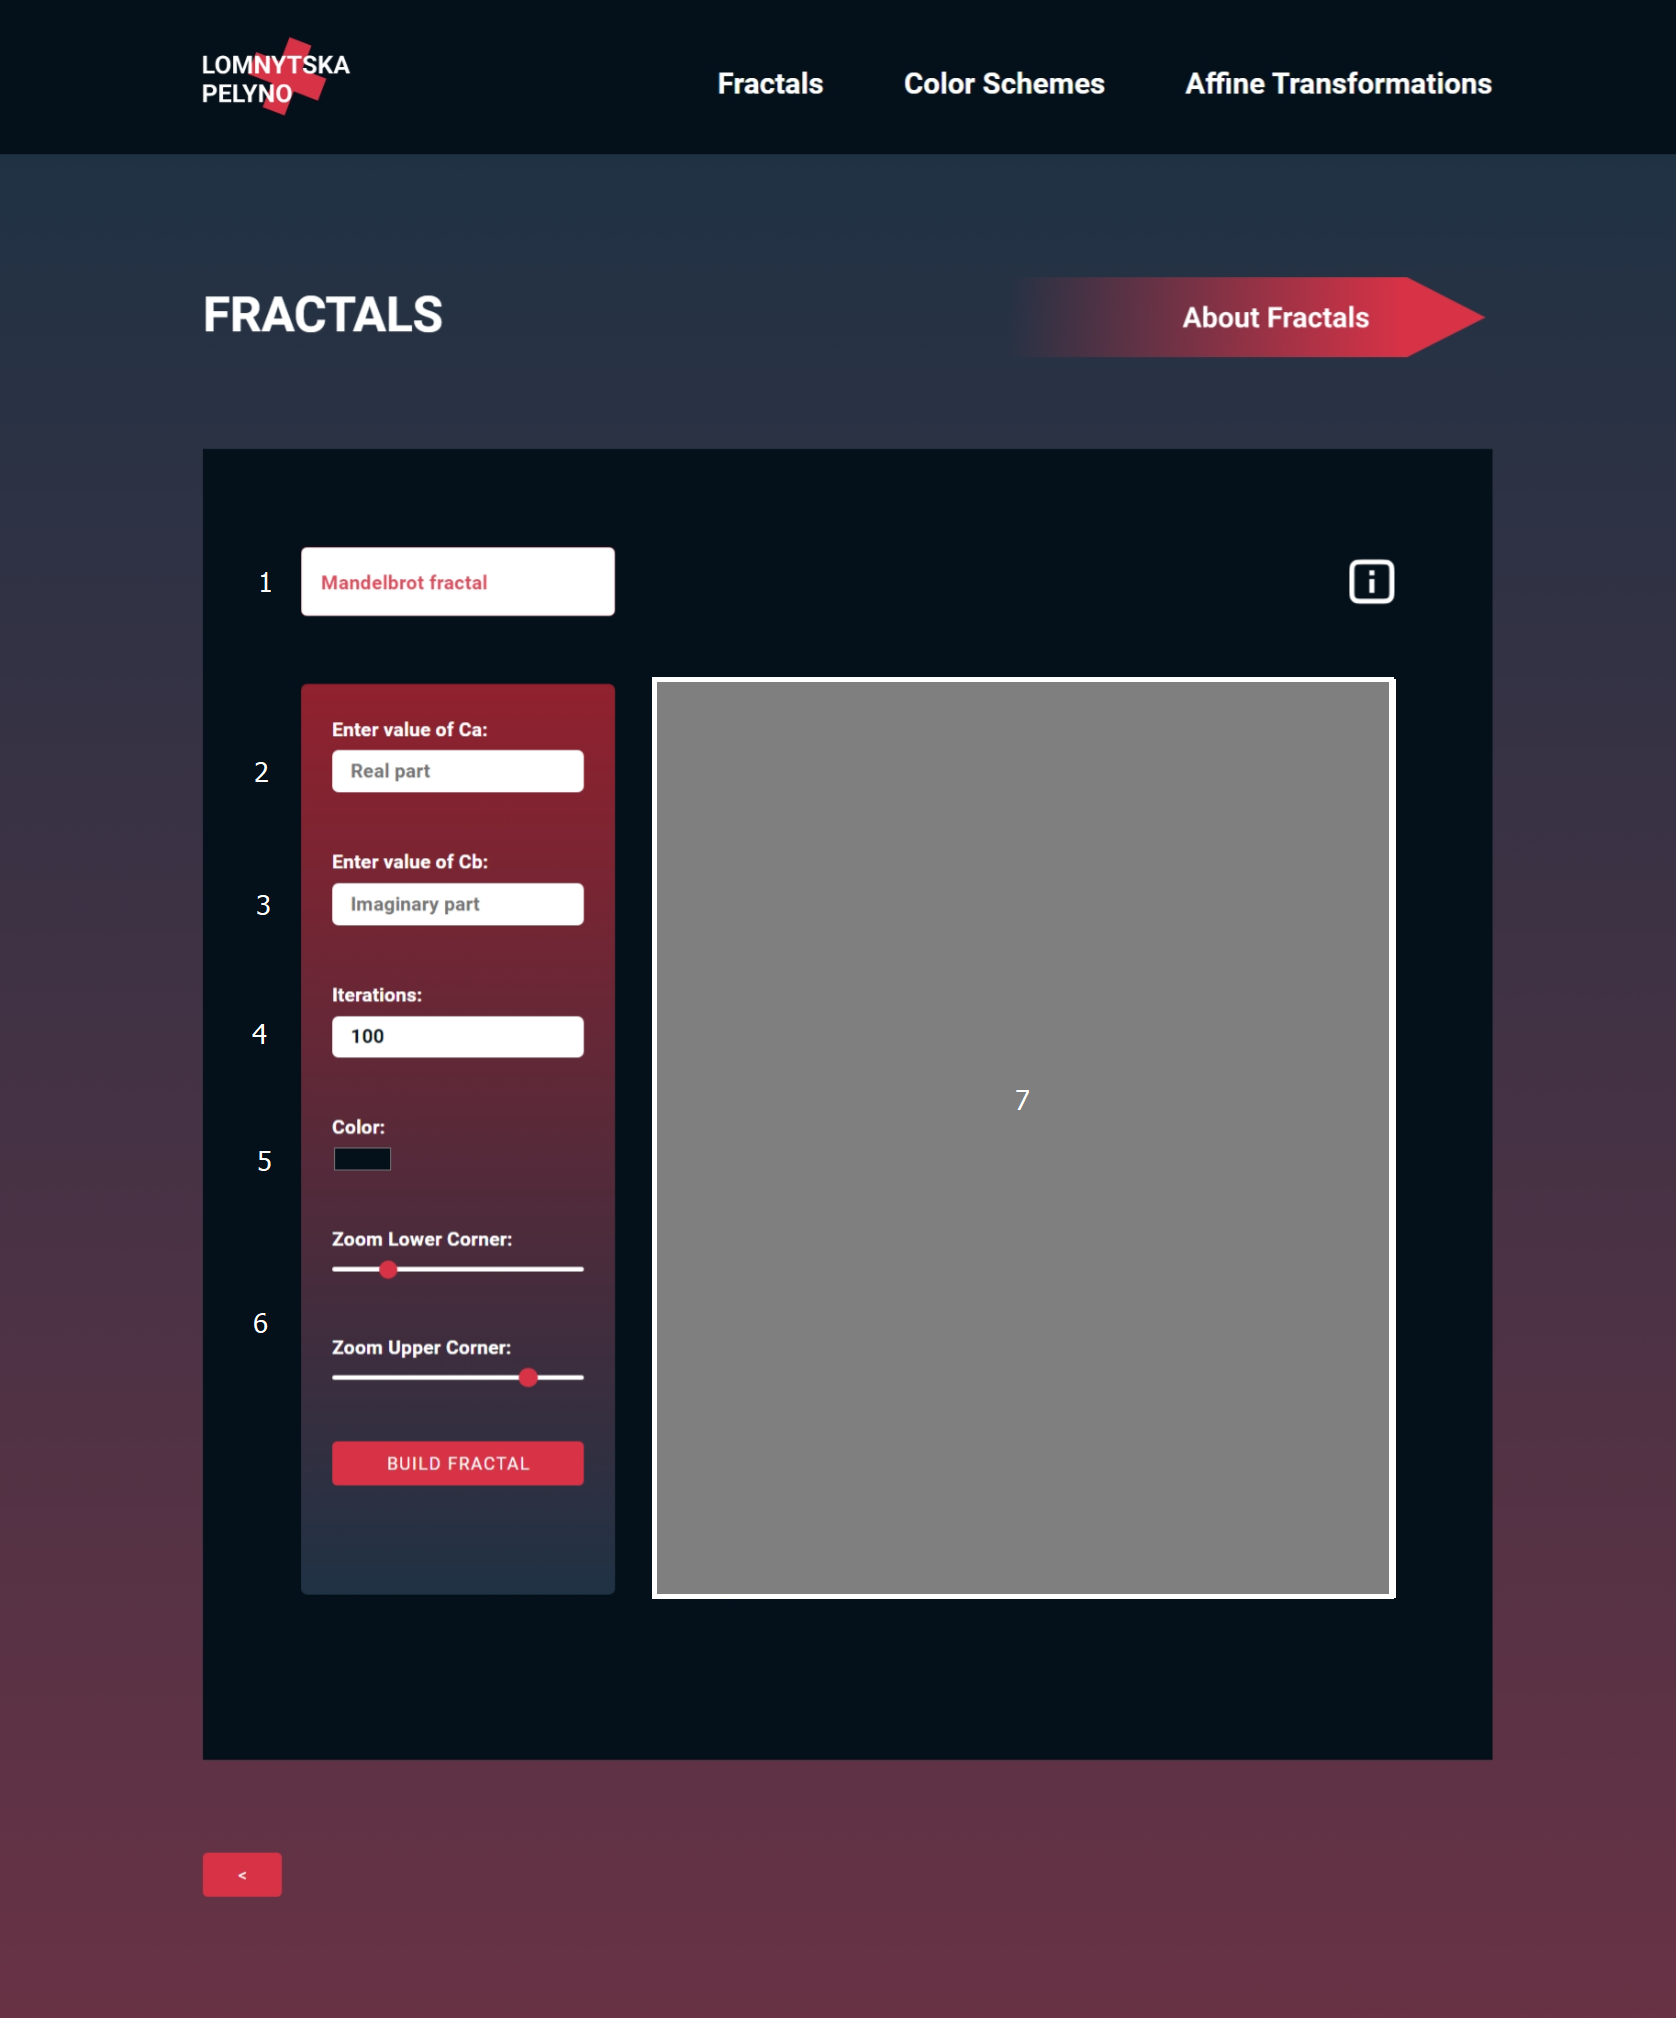 LOMNYTSKA
PELYNO
Fractals
Color Schemes
Affine Transformations
FRACTALS
About Fractals
1
Mandelbrot fractal
i
Enter value of Ca:
2
Real part
Enter value of Cb:
3
Imaginary part
Iterations:
4
100
Color:
5
Zoom Lower Corner:
6
Zoom Upper Corner:
BUILD FRACTAL
7
<